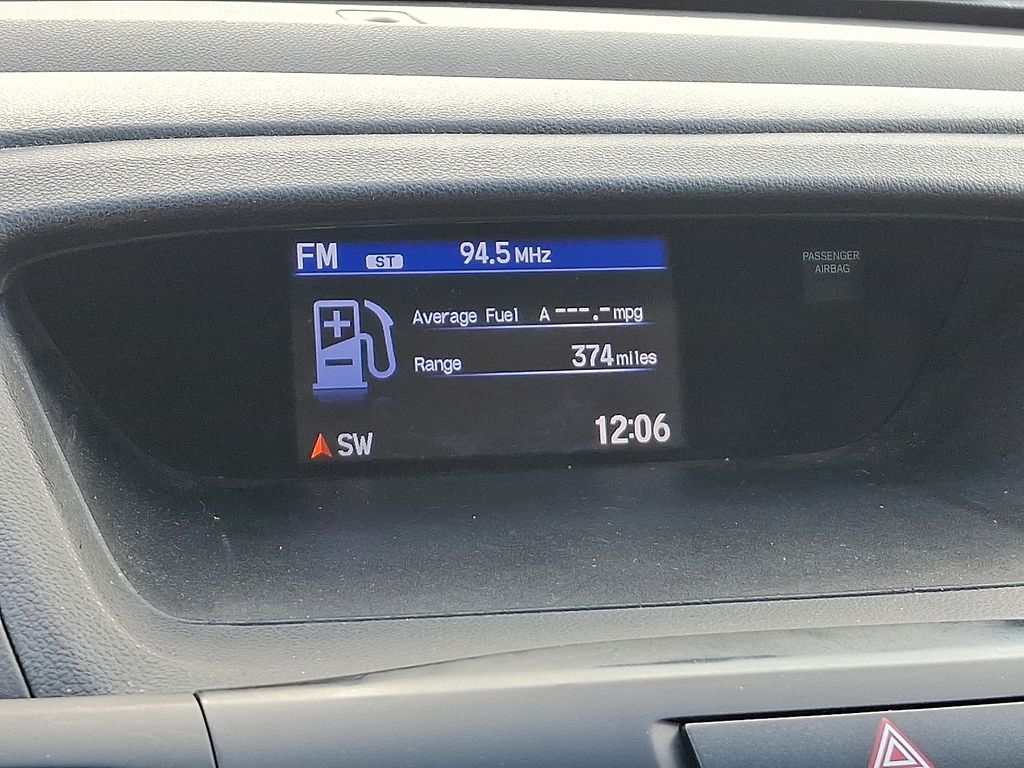 FM ST 94.5 MHz
PASSENGER
AIRBAG
Average Fuel A ---.- mpg
Range 374 miles
SW 12:06